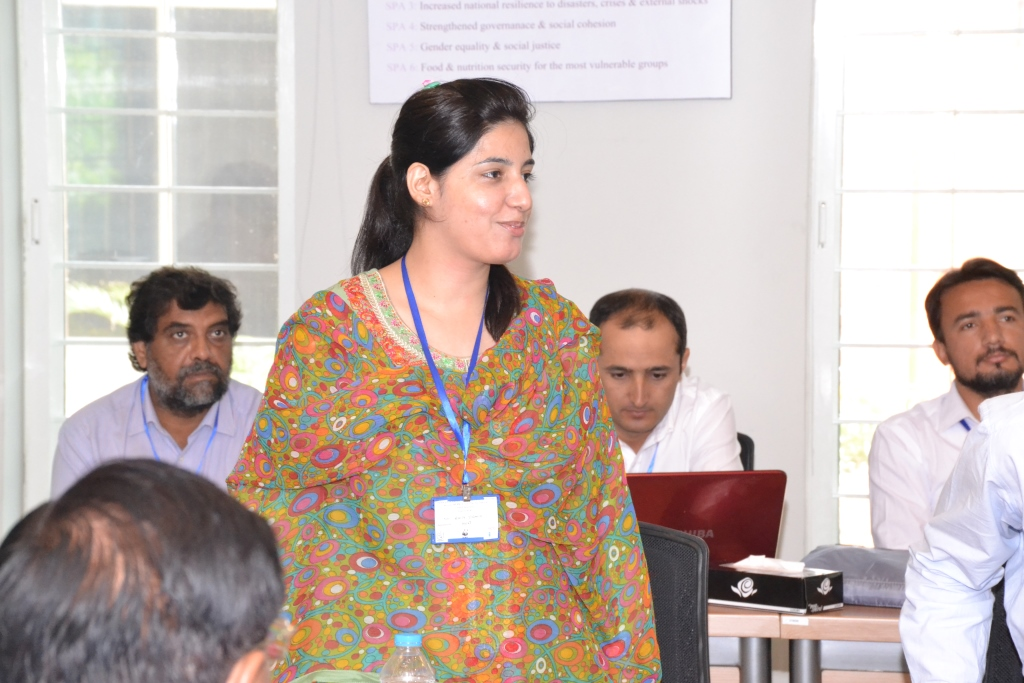 SPA 3: Increased national resilience to disasters, crises & external shocks
SPA 4: Strengthened governanace & social cohesion
SPA 5: Gender equality & social justice
SPA 6: Food & nutrition security for the most vulnerable groups